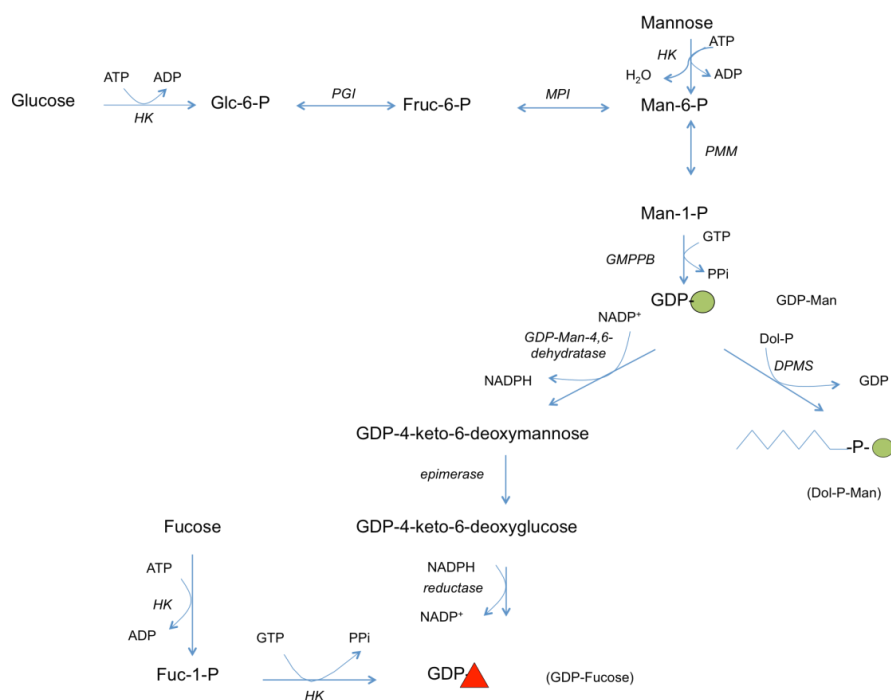 Mannose
ATP
HK
H₂O
ADP
ATP
ADP
Glucose
HK
Glc-6-P
PGI
Fruc-6-P
MPI
Man-6-P
PMM
Man-1-P
GTP
GMPPB
PPi
GDP-
GDP-Man
NADP⁺
GDP-Man-4,6-
dehydratase
NADPH
Dol-P
DPMS
GDP
GDP-4-keto-6-deoxymannose
-P-
(Dol-P-Man)
epimerase
Fucose
GDP-4-keto-6-deoxyglucose
ATP
HK
ADP
NADPH
reductase
NADP⁺
GTP
PPi
Fuc-1-P
HK
GDP-
(GDP-Fucose)